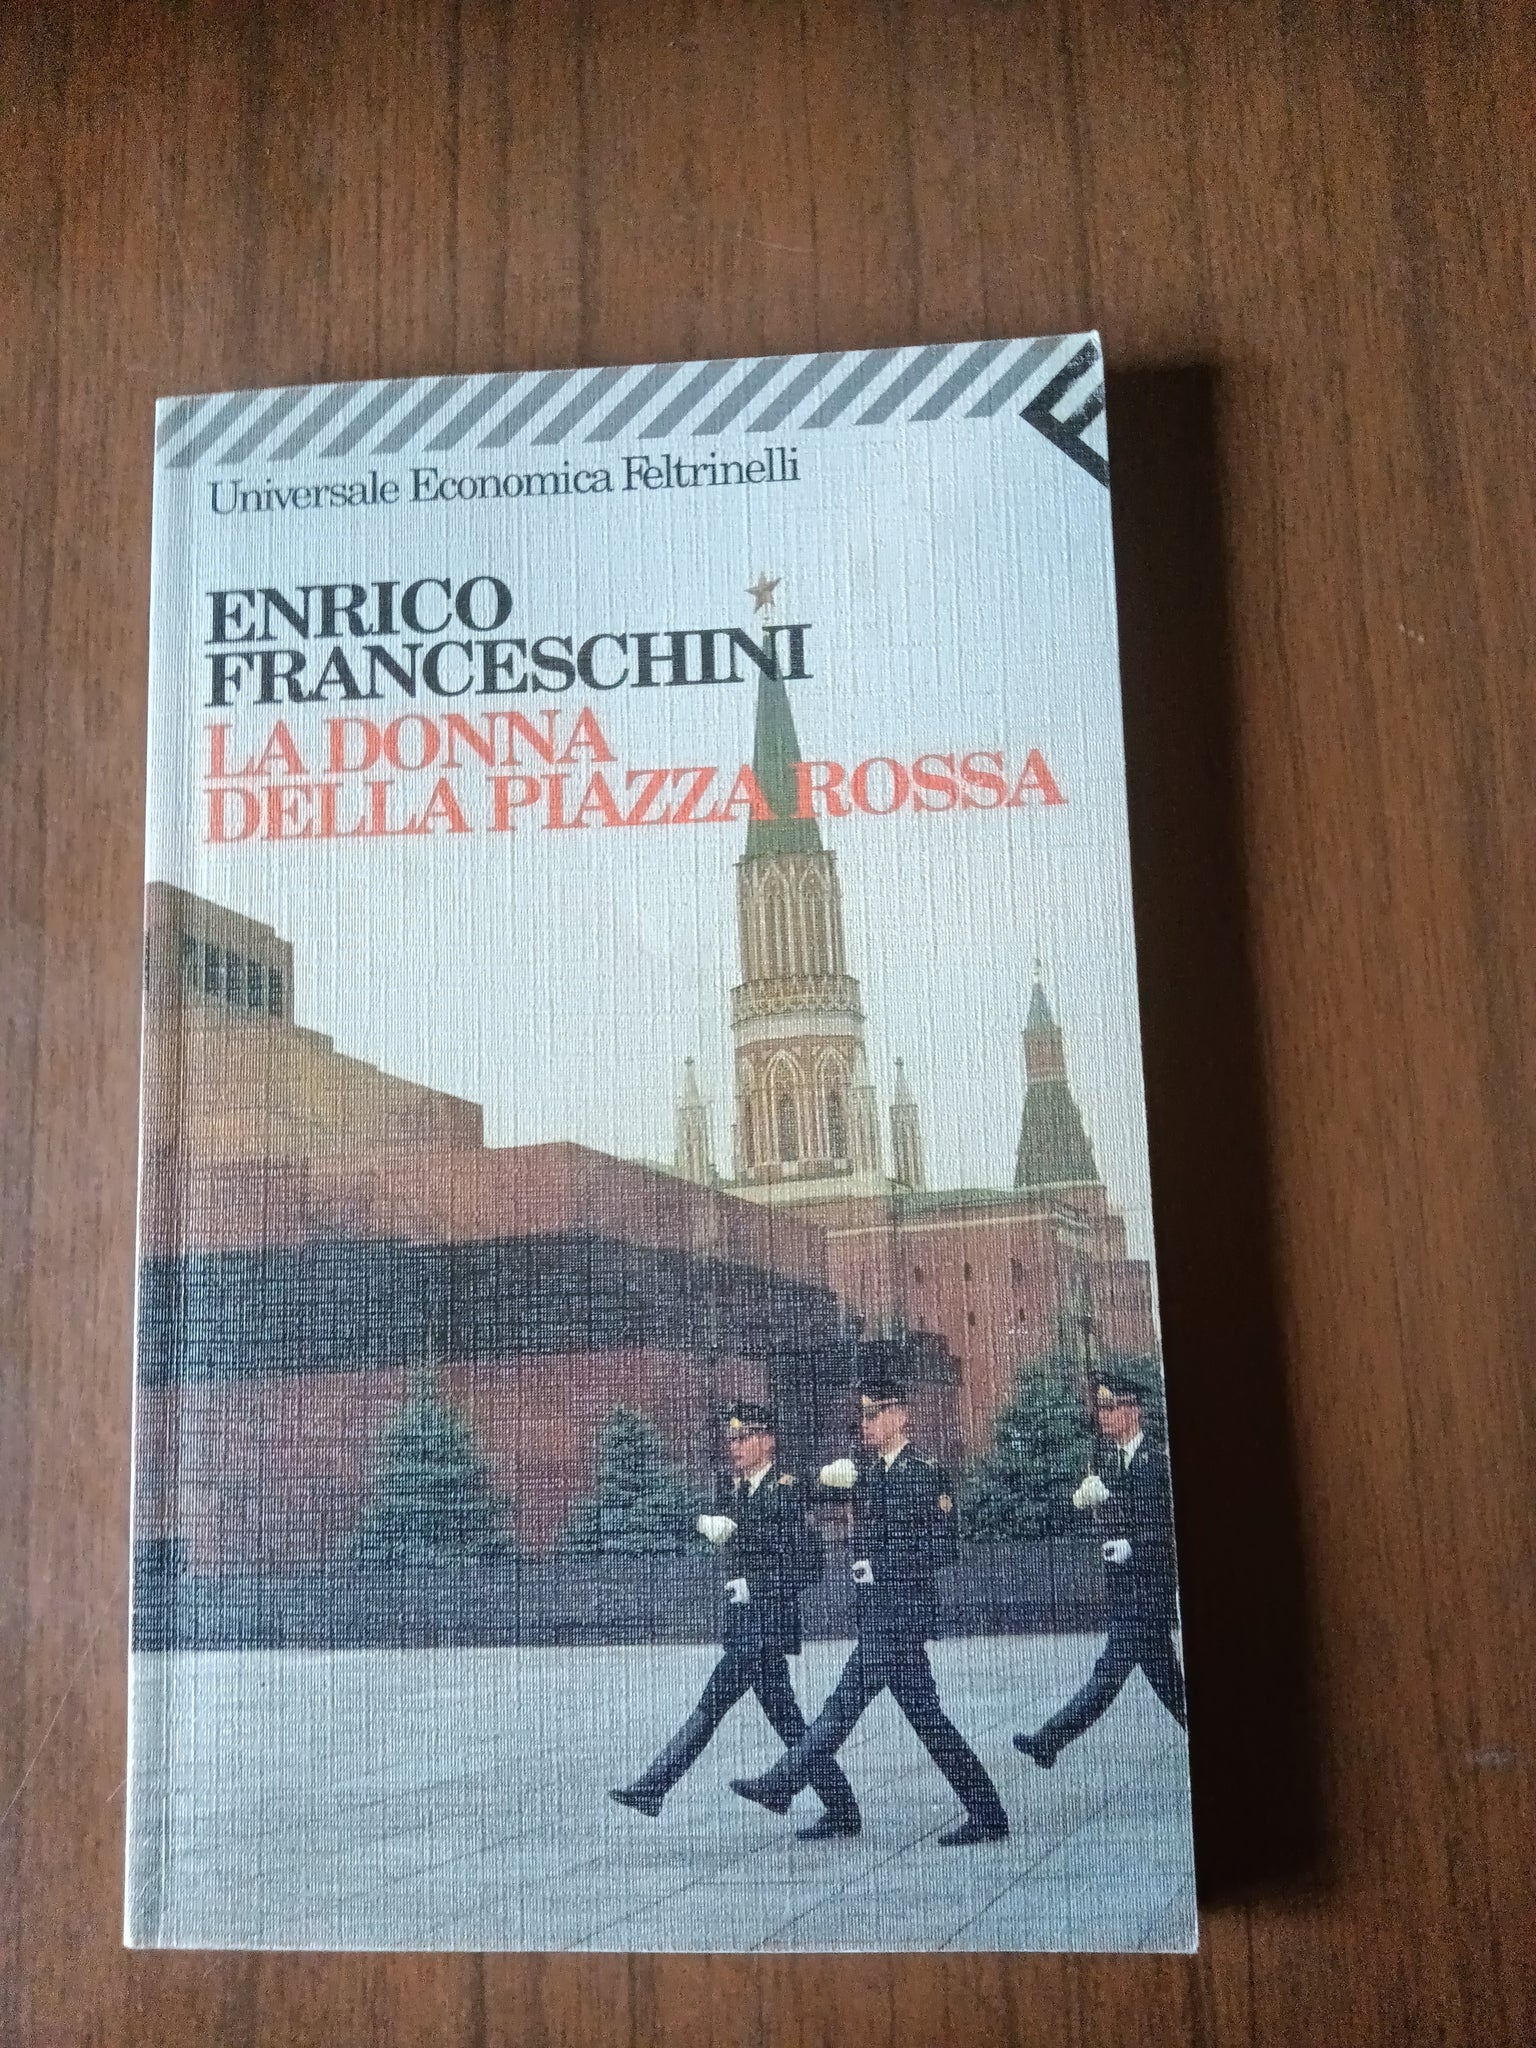 Universale Economica Feltrinelli
ENRICO
FRANCESCHINI
LA DONNA
DELLA PIAZZA ROSSA
F